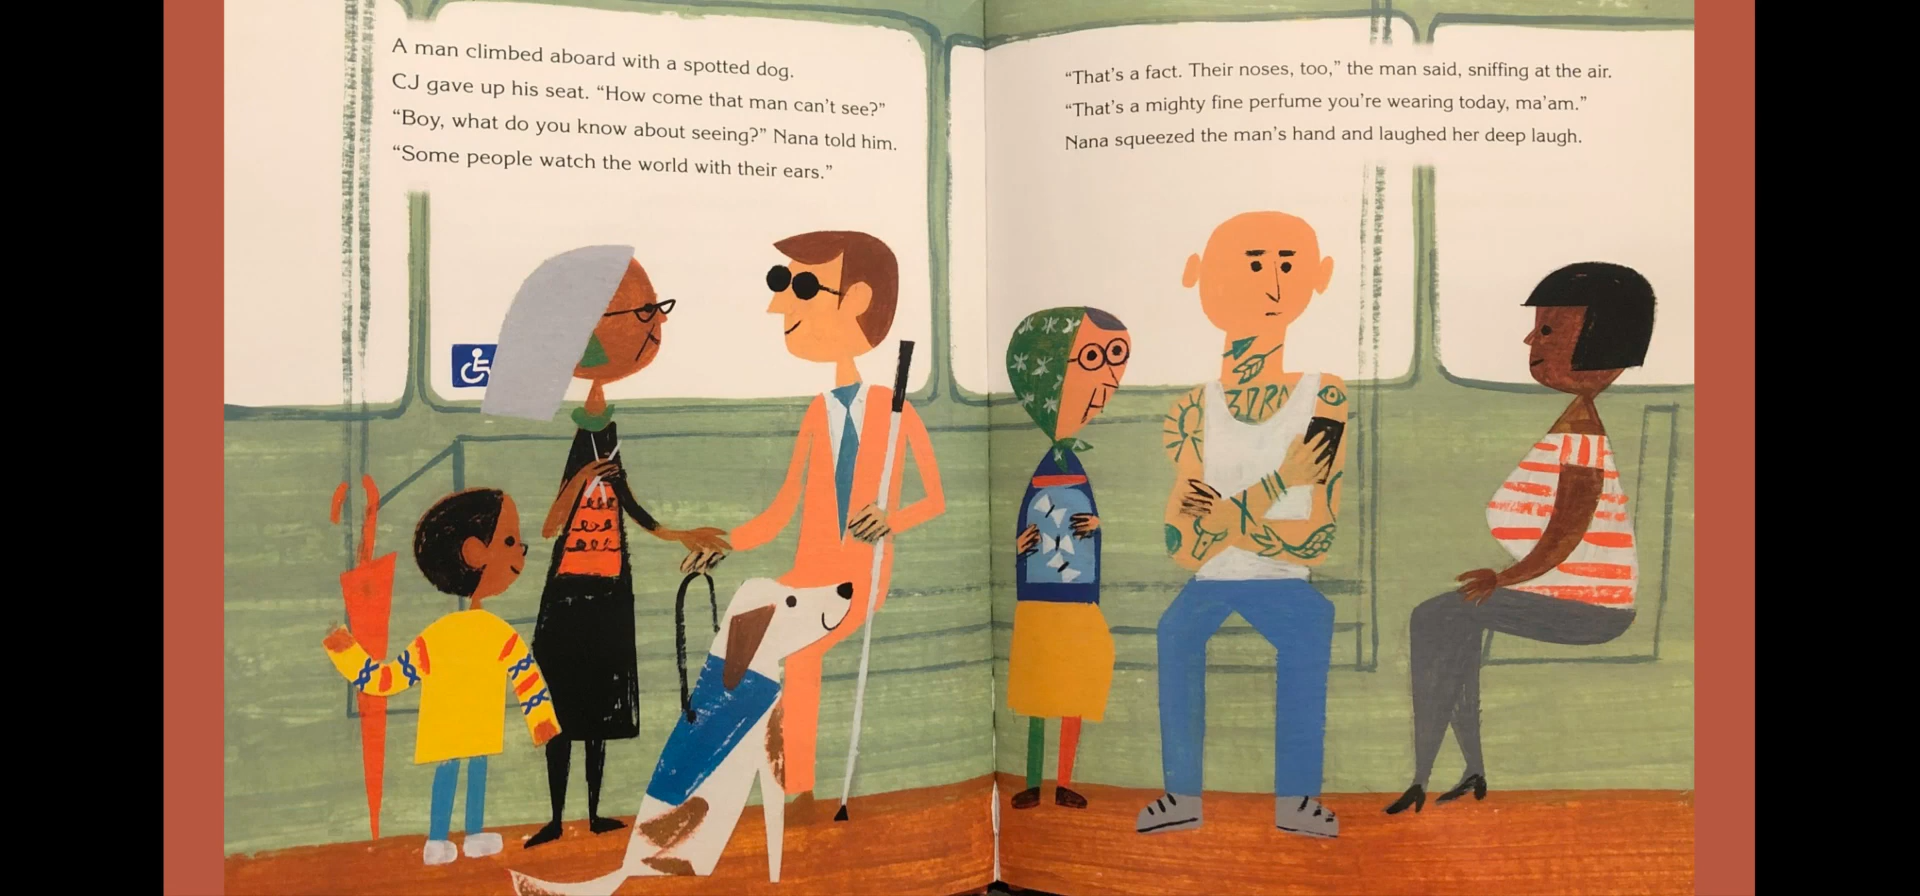 A man climbed aboard with a spotted dog.
CJ gave up his seat. “How come that man can’t see?”
“Boy, what do you know about seeing?” Nana told him.
“Some people watch the world with their ears.”
“That’s a fact. Their noses, too,” the man said, sniffing at the air.
“That’s a mighty fine perfume you’re wearing today, ma’am.”
Nana squeezed the man’s hand and laughed her deep laugh.